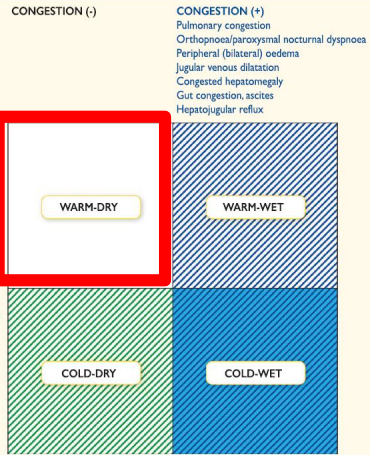 CONGESTION (-)
CONGESTION (+)
Pulmonary congestion
Orthopnoea/paroxysmal nocturnal dyspnoea
Peripheral (bilateral) oedema
Jugular venous dilatation
Congested hepatomegaly
Gut congestion, ascites
Hepatojugular reflux
WARM-DRY
WARM-WET
COLD-DRY
COLD-WET